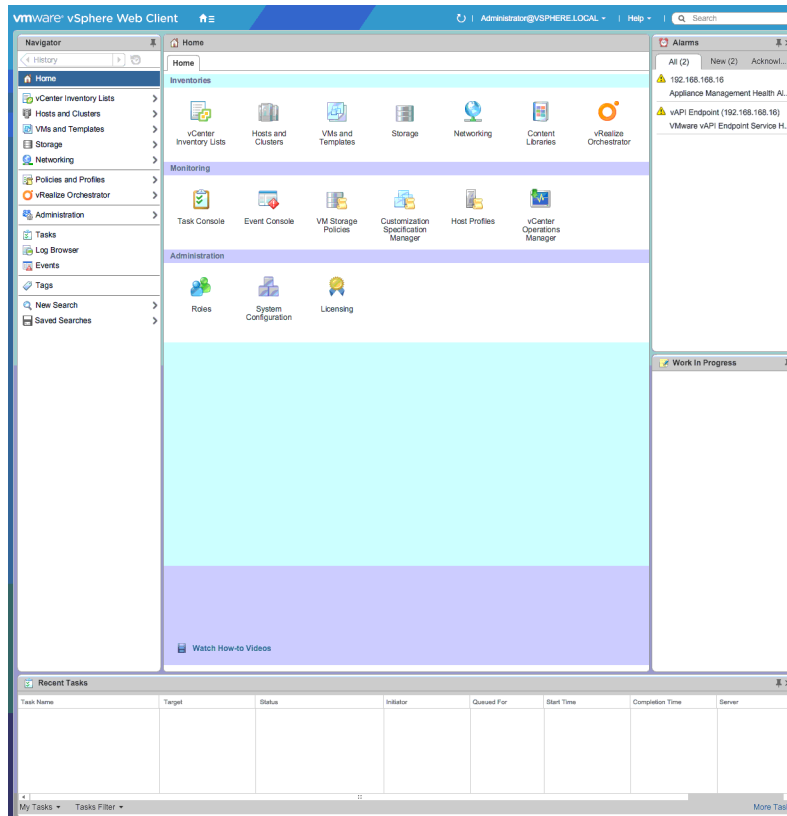 vmware® vSphere Web Client
Administrator@VSPHERE.LOCAL
Help
Search
Navigator
History
Home
vCenter Inventory Lists
Hosts and Clusters
VMs and Templates
Storage
Networking
Policies and Profiles
vRealize Orchestrator
Administration
Tasks
Log Browser
Events
Tags
New Search
Saved Searches
Home
Home
Inventories
vCenter
Inventory Lists
Hosts and
Clusters
VMs and
Templates
Storage
Networking
Content
Libraries
vRealize
Orchestrator
Monitoring
Task Console
Event Console
VM Storage
Policies
Customization
Specification
Manager
Host Profiles
vCenter
Operations
Manager
Administration
Roles
System
Configuration
Licensing
Watch How-to Videos
Alarms
All (2) New (2) Acknowl...
192.168.168.16
Appliance Management Health Al...
vAPI Endpoint (192.168.168.16)
VMware vAPI Endpoint Service H...
Work In Progress
Recent Tasks
Task Name Target Status Initiator Queued For Start Time Completion Time Server
My Tasks Tasks Filter More Tas